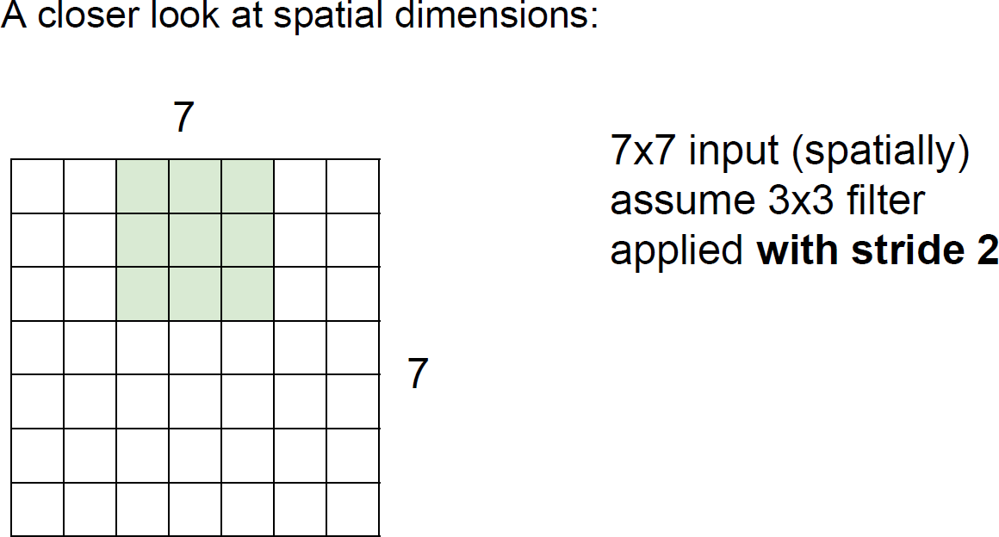 A closer look at spatial dimensions:
7
7x7 input (spatially)
assume 3x3 filter
applied with stride 2
7